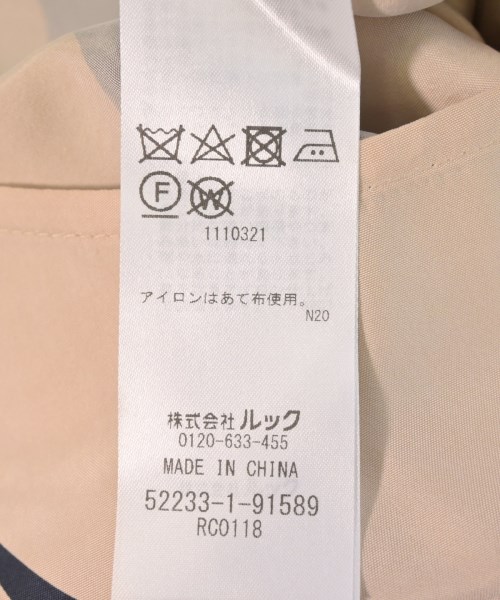 F W
1110321
アイロンはあて布使用。
N20
株式会社 ルック
0120-633-455
MADE IN CHINA
52233-1-91589
RC0118